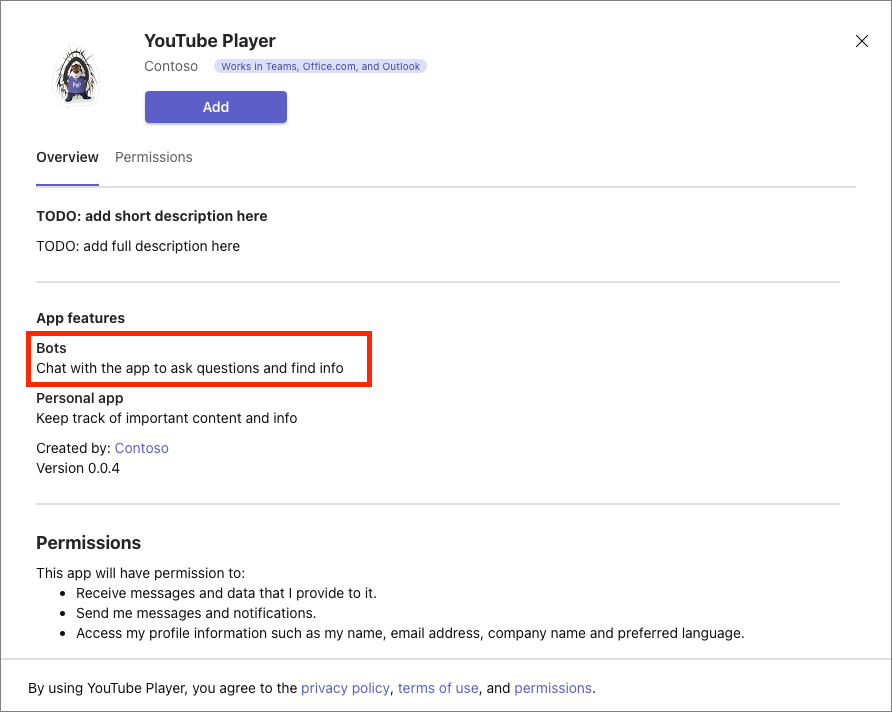 YouTube Player
Contoso Works in Teams, Office.com, and Outlook
Add
Overview Permissions
TODO: add short description here
TODO: add full description here
App features
Bots
Chat with the app to ask questions and find info
Personal app
Keep track of important content and info
Created by: Contoso
Version 0.0.4
Permissions
This app will have permission to:
• Receive messages and data that I provide to it.
• Send me messages and notifications.
• Access my profile information such as my name, email address, company name and preferred language.
By using YouTube Player, you agree to the privacy policy, terms of use, and permissions.